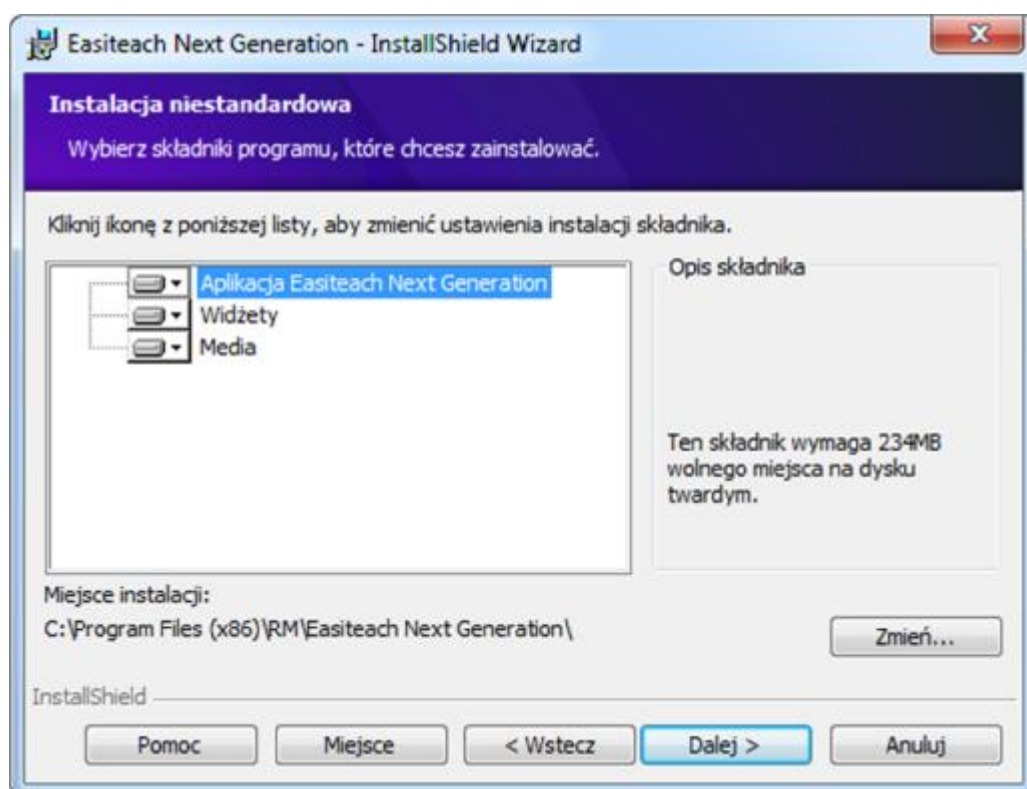 Easiteach Next Generation - InstallShield Wizard
Instalacja niestandardowa
Wybierz składniki programu, które chcesz zainstalować.
Kliknij ikonę z poniższej listy, aby zmienić ustawienia instalacji składnika.
Aplikacja Easiteach Next Generation
Widżety
Media
Opis składnika
Ten składnik wymaga 234MB
wolnego miejsca na dysku
twardym.
Miejsce instalacji:
C:\Program Files (x86)\RM\Easiteach Next Generation\
Zmień...
InstallShield
Pomoc
Miejsce
< Wstecz
Dalej >
Anuluj